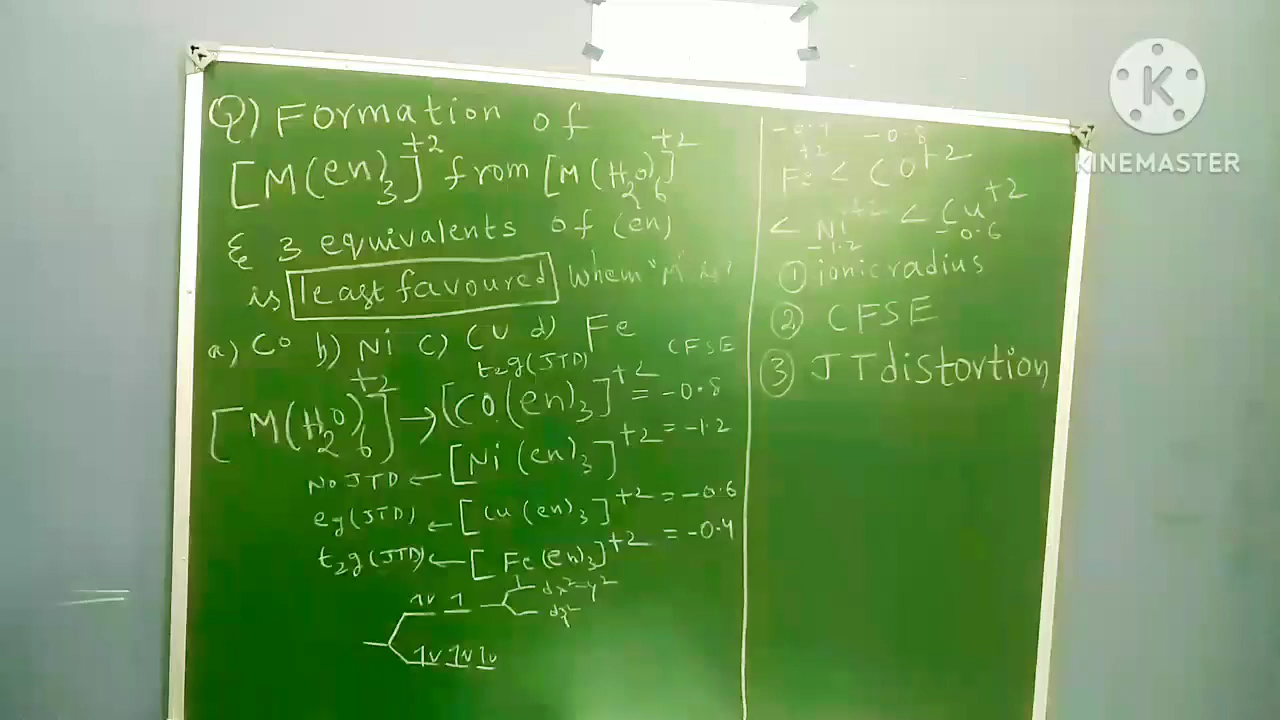 Q) Formation of
[M(en)3]+2 from [M(H2O)6]+2
& 3 equivalents of (en)
is least favoured when "M" is?
a) Co b) Ni c) Cu d) Fe
t2g(JTD) CFSE
[M(H2O)6]+2 → [CO(en)3]+2 = -0.8
No JTD ← [Ni(en)3]+2 = -1.2
eg(JTD) ← [Cu(en)3]+2 = -0.6
t2g(JTD) ← [Fe(en)3]+2 = -0.4
dx2-y2
dz2
-0.4 -0.8
Fe+2 < CO+2
< Ni+2 < Cu+2
-1.2 -0.6
① ionic radius
② CFSE
③ JT distortion
K
KINEMASTER